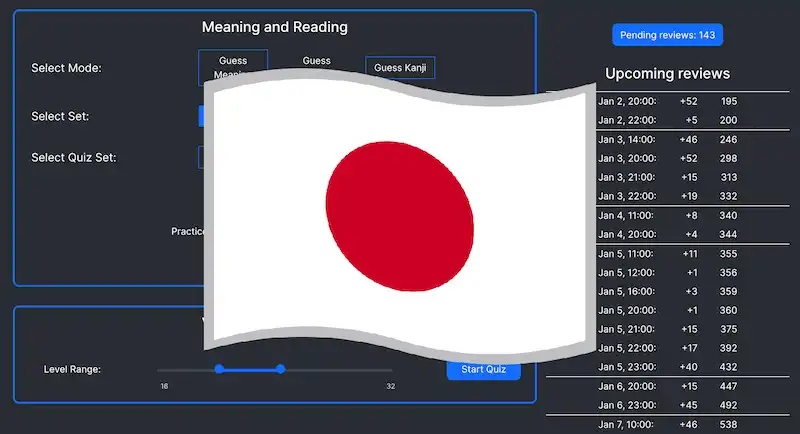 Meaning and Reading
Select Mode:
Guess
Guess
Guess Kanji
Select Set:
Select Quiz Set:
Practice
Level Range:
16
32
Start Quiz
Pending reviews: 143
Upcoming reviews
Jan 2, 20:00: +52 195
Jan 2, 22:00: +5 200
Jan 3, 14:00: +46 246
Jan 3, 20:00: +52 298
Jan 3, 21:00: +15 313
Jan 3, 22:00: +19 332
Jan 4, 11:00: +8 340
Jan 4, 20:00: +4 344
Jan 5, 11:00: +11 355
Jan 5, 12:00: +1 356
Jan 5, 16:00: +3 359
Jan 5, 20:00: +1 360
Jan 5, 21:00: +15 375
Jan 5, 22:00: +17 392
Jan 5, 23:00: +40 432
Jan 6, 20:00: +15 447
Jan 6, 23:00: +45 492
Jan 7, 10:00: +46 538